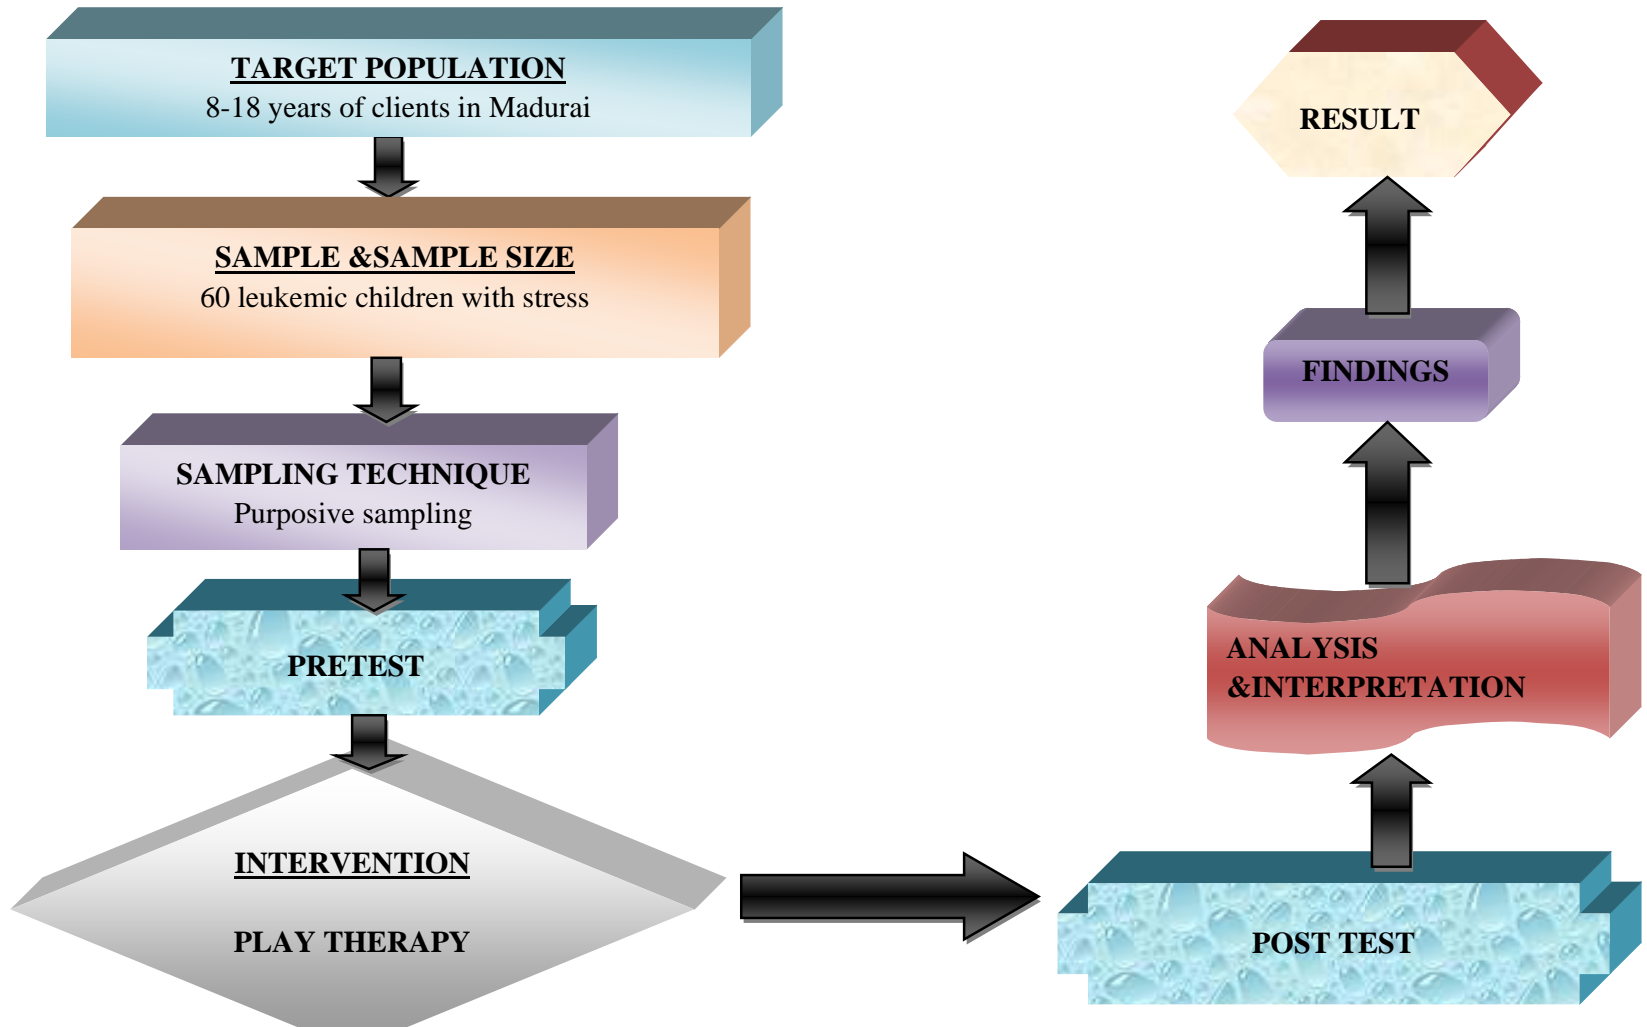 TARGET POPULATION
8-18 years of clients in Madurai
SAMPLE &SAMPLE SIZE
60 leukemic children with stress
SAMPLING TECHNIQUE
Purposive sampling
PRETEST
INTERVENTION
PLAY THERAPY
POST TEST
ANALYSIS
&INTERPRETATION
FINDINGS
RESULT